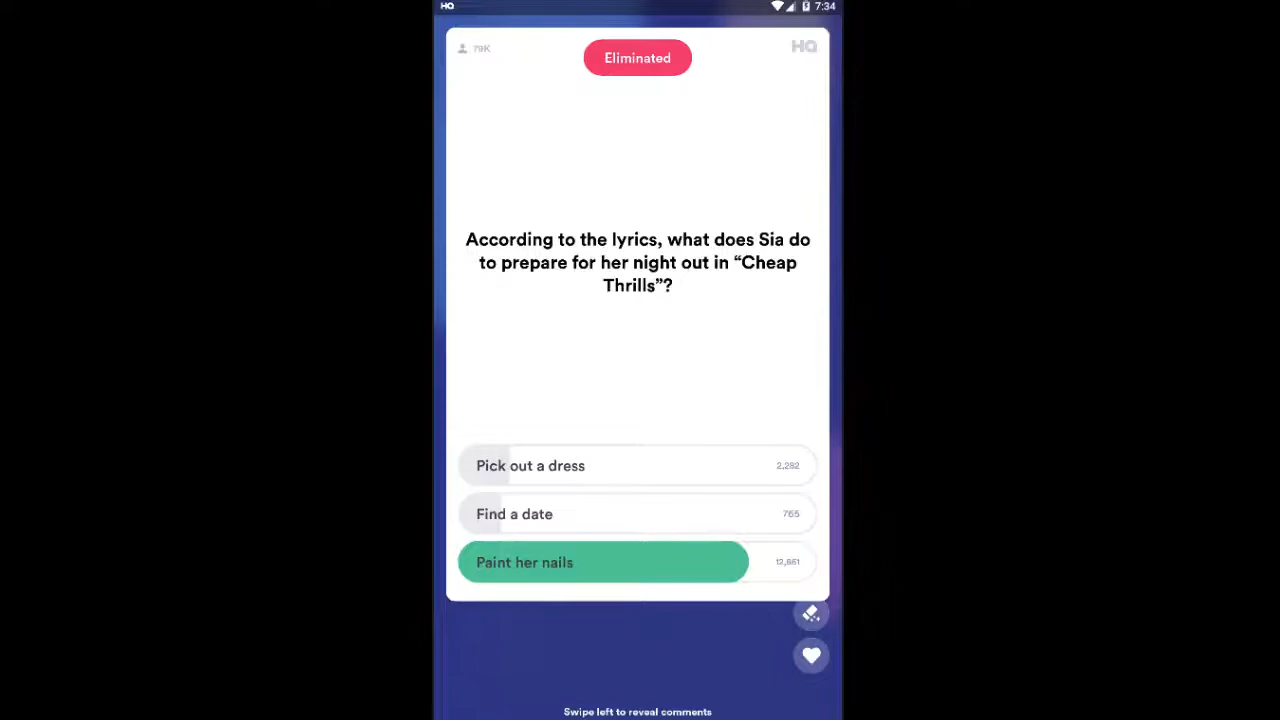 HQ 7:34
79K Eliminated HQ
According to the lyrics, what does Sia do
to prepare for her night out in “Cheap
Thrills”?
Pick out a dress 2,282
Find a date 765
Paint her nails
Swipe left to reveal comments